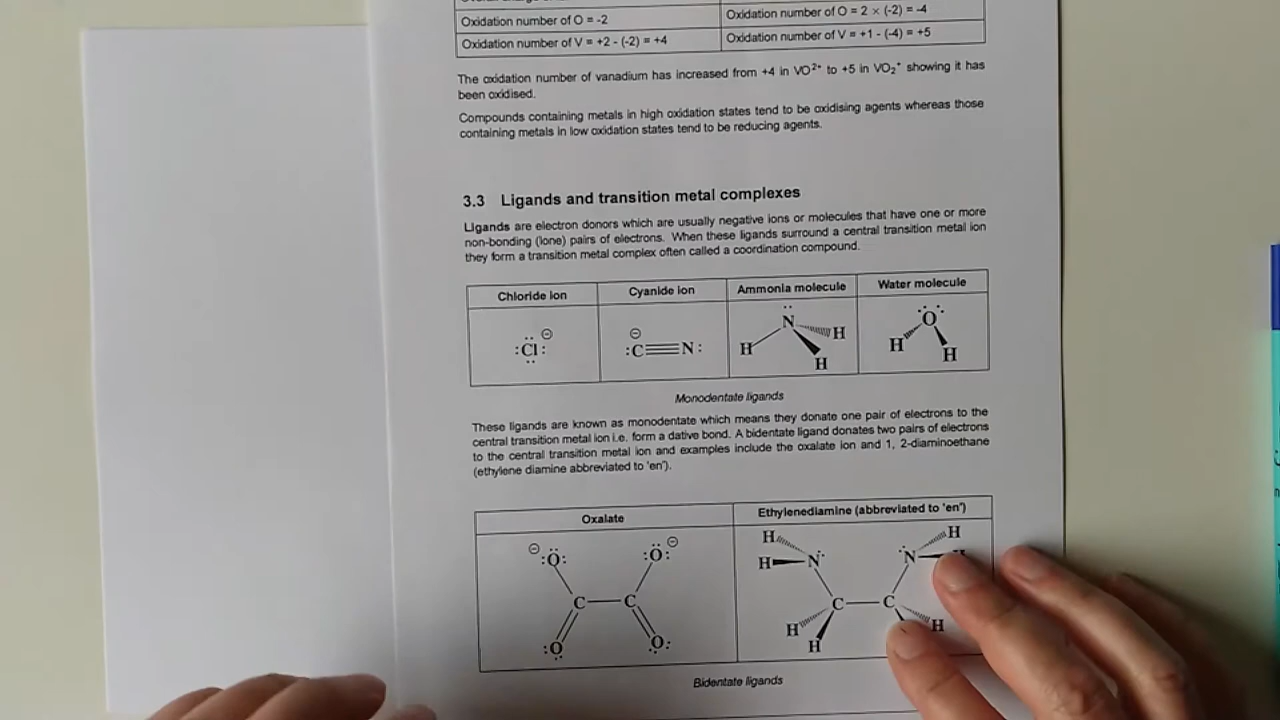 Oxidation number of O = -2
Oxidation number of O = 2 × (-2) = -4
Oxidation number of V = +2 - (-2) = +4
Oxidation number of V = +1 - (-4) = +5
The oxidation number of vanadium has increased from +4 in VO²⁺ to +5 in VO₂⁺ showing it has
been oxidised.
Compounds containing metals in high oxidation states tend to be oxidising agents whereas those
containing metals in low oxidation states tend to be reducing agents.
3.3 Ligands and transition metal complexes
Ligands are electron donors which are usually negative ions or molecules that have one or more
non-bonding (lone) pairs of electrons. When these ligands surround a central transition metal ion
they form a transition metal complex often called a coordination compound.
Chloride ion
Cyanide ion
Ammonia molecule
Water molecule
:Cl:
⊖
⊖
:C≡N:
N
H
H
H
O
H
H
Monodentate ligands
These ligands are known as monodentate which means they donate one pair of electrons to the
central transition metal ion i.e. form a dative bond. A bidentate ligand donates two pairs of electrons
to the central transition metal ion and examples include the oxalate ion and 1, 2-diaminoethane
(ethylene diamine abbreviated to 'en').
Oxalate
Ethylenediamine (abbreviated to 'en')
⊖ :O: :O: ⊖
C C
:O O:
H H
H N N
C C
H H
H
Bidentate ligands